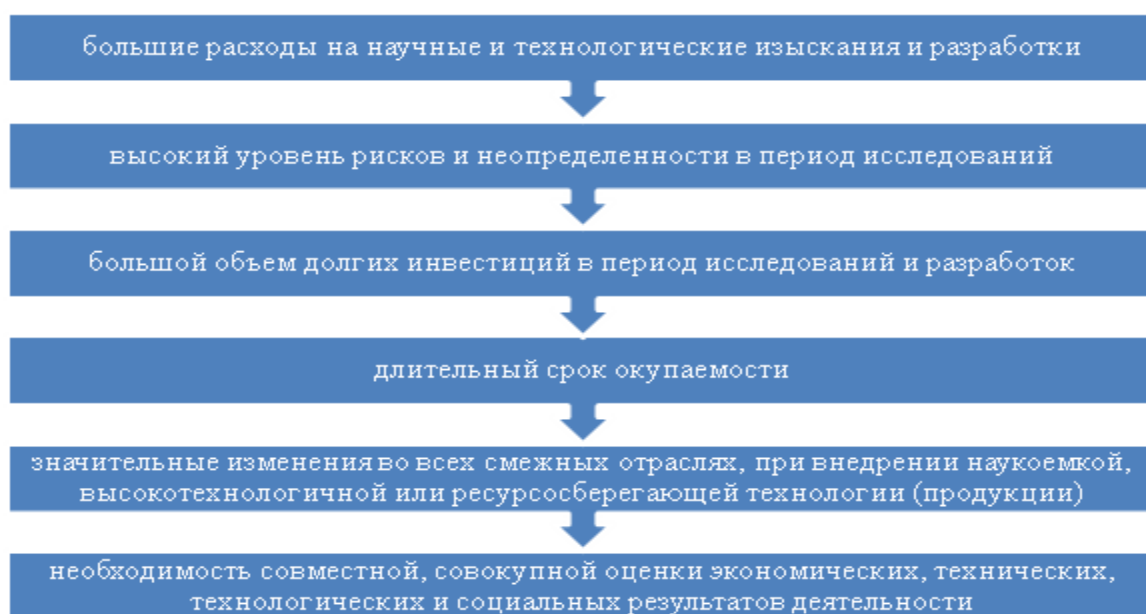 большие расходы на научные и технологические изыскания и разработки
высокий уровень рисков и неопределенности в период исследований
большой объем долгих инвестиций в период исследований и разработок
длительный срок окупаемости
значительные изменения во всех смежных отраслях, при внедрении наукоемкой,
высокотехнологичной или ресурсосберегающей технологии (продукции)
необходимость совместной, совокупной оценки экономических, технических,
технологических и социальных результатов деятельности